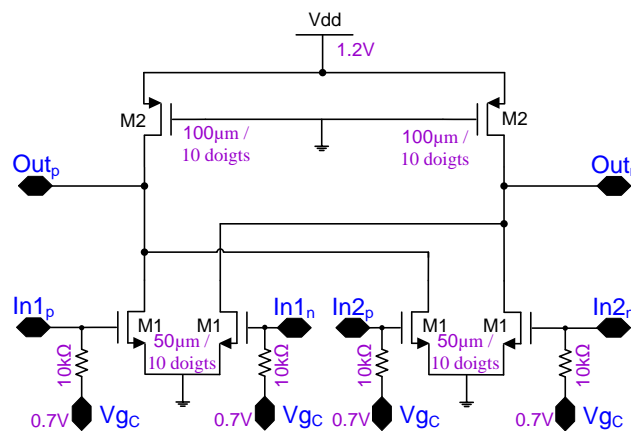 Vdd
1.2V
M2
M2
100µm /
10 doigts
100µm /
10 doigts
Outp
Out
In1p
M1
M1
In1n
In2p
M1
M1
In2n
50µm /
10 doigts
50µm /
10 doigts
10kΩ
10kΩ
10kΩ
10kΩ
0.7V
VgC
0.7V
VgC
0.7V
VgC
0.7V
VgC